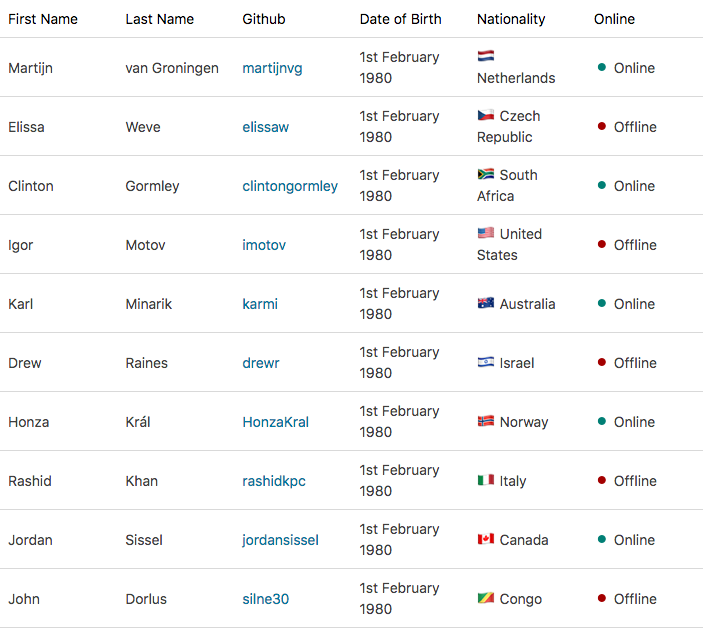 First Name Last Name Github Date of Birth Nationality Online
Martijn van Groningen martijnvg 1st February 1980 Netherlands Online
Elissa Weve elissaw 1st February 1980 Czech Republic Offline
Clinton Gormley clintongormley 1st February 1980 South Africa Online
Igor Motov imotov 1st February 1980 United States Offline
Karl Minarik karmi 1st February 1980 Australia Online
Drew Raines drewr 1st February 1980 Israel Offline
Honza Král HonzaKral 1st February 1980 Norway Online
Rashid Khan rashidkpc 1st February 1980 Italy Offline
Jordan Sissel jordansissel 1st February 1980 Canada Online
John Dorlus silne30 1st February 1980 Congo Offline